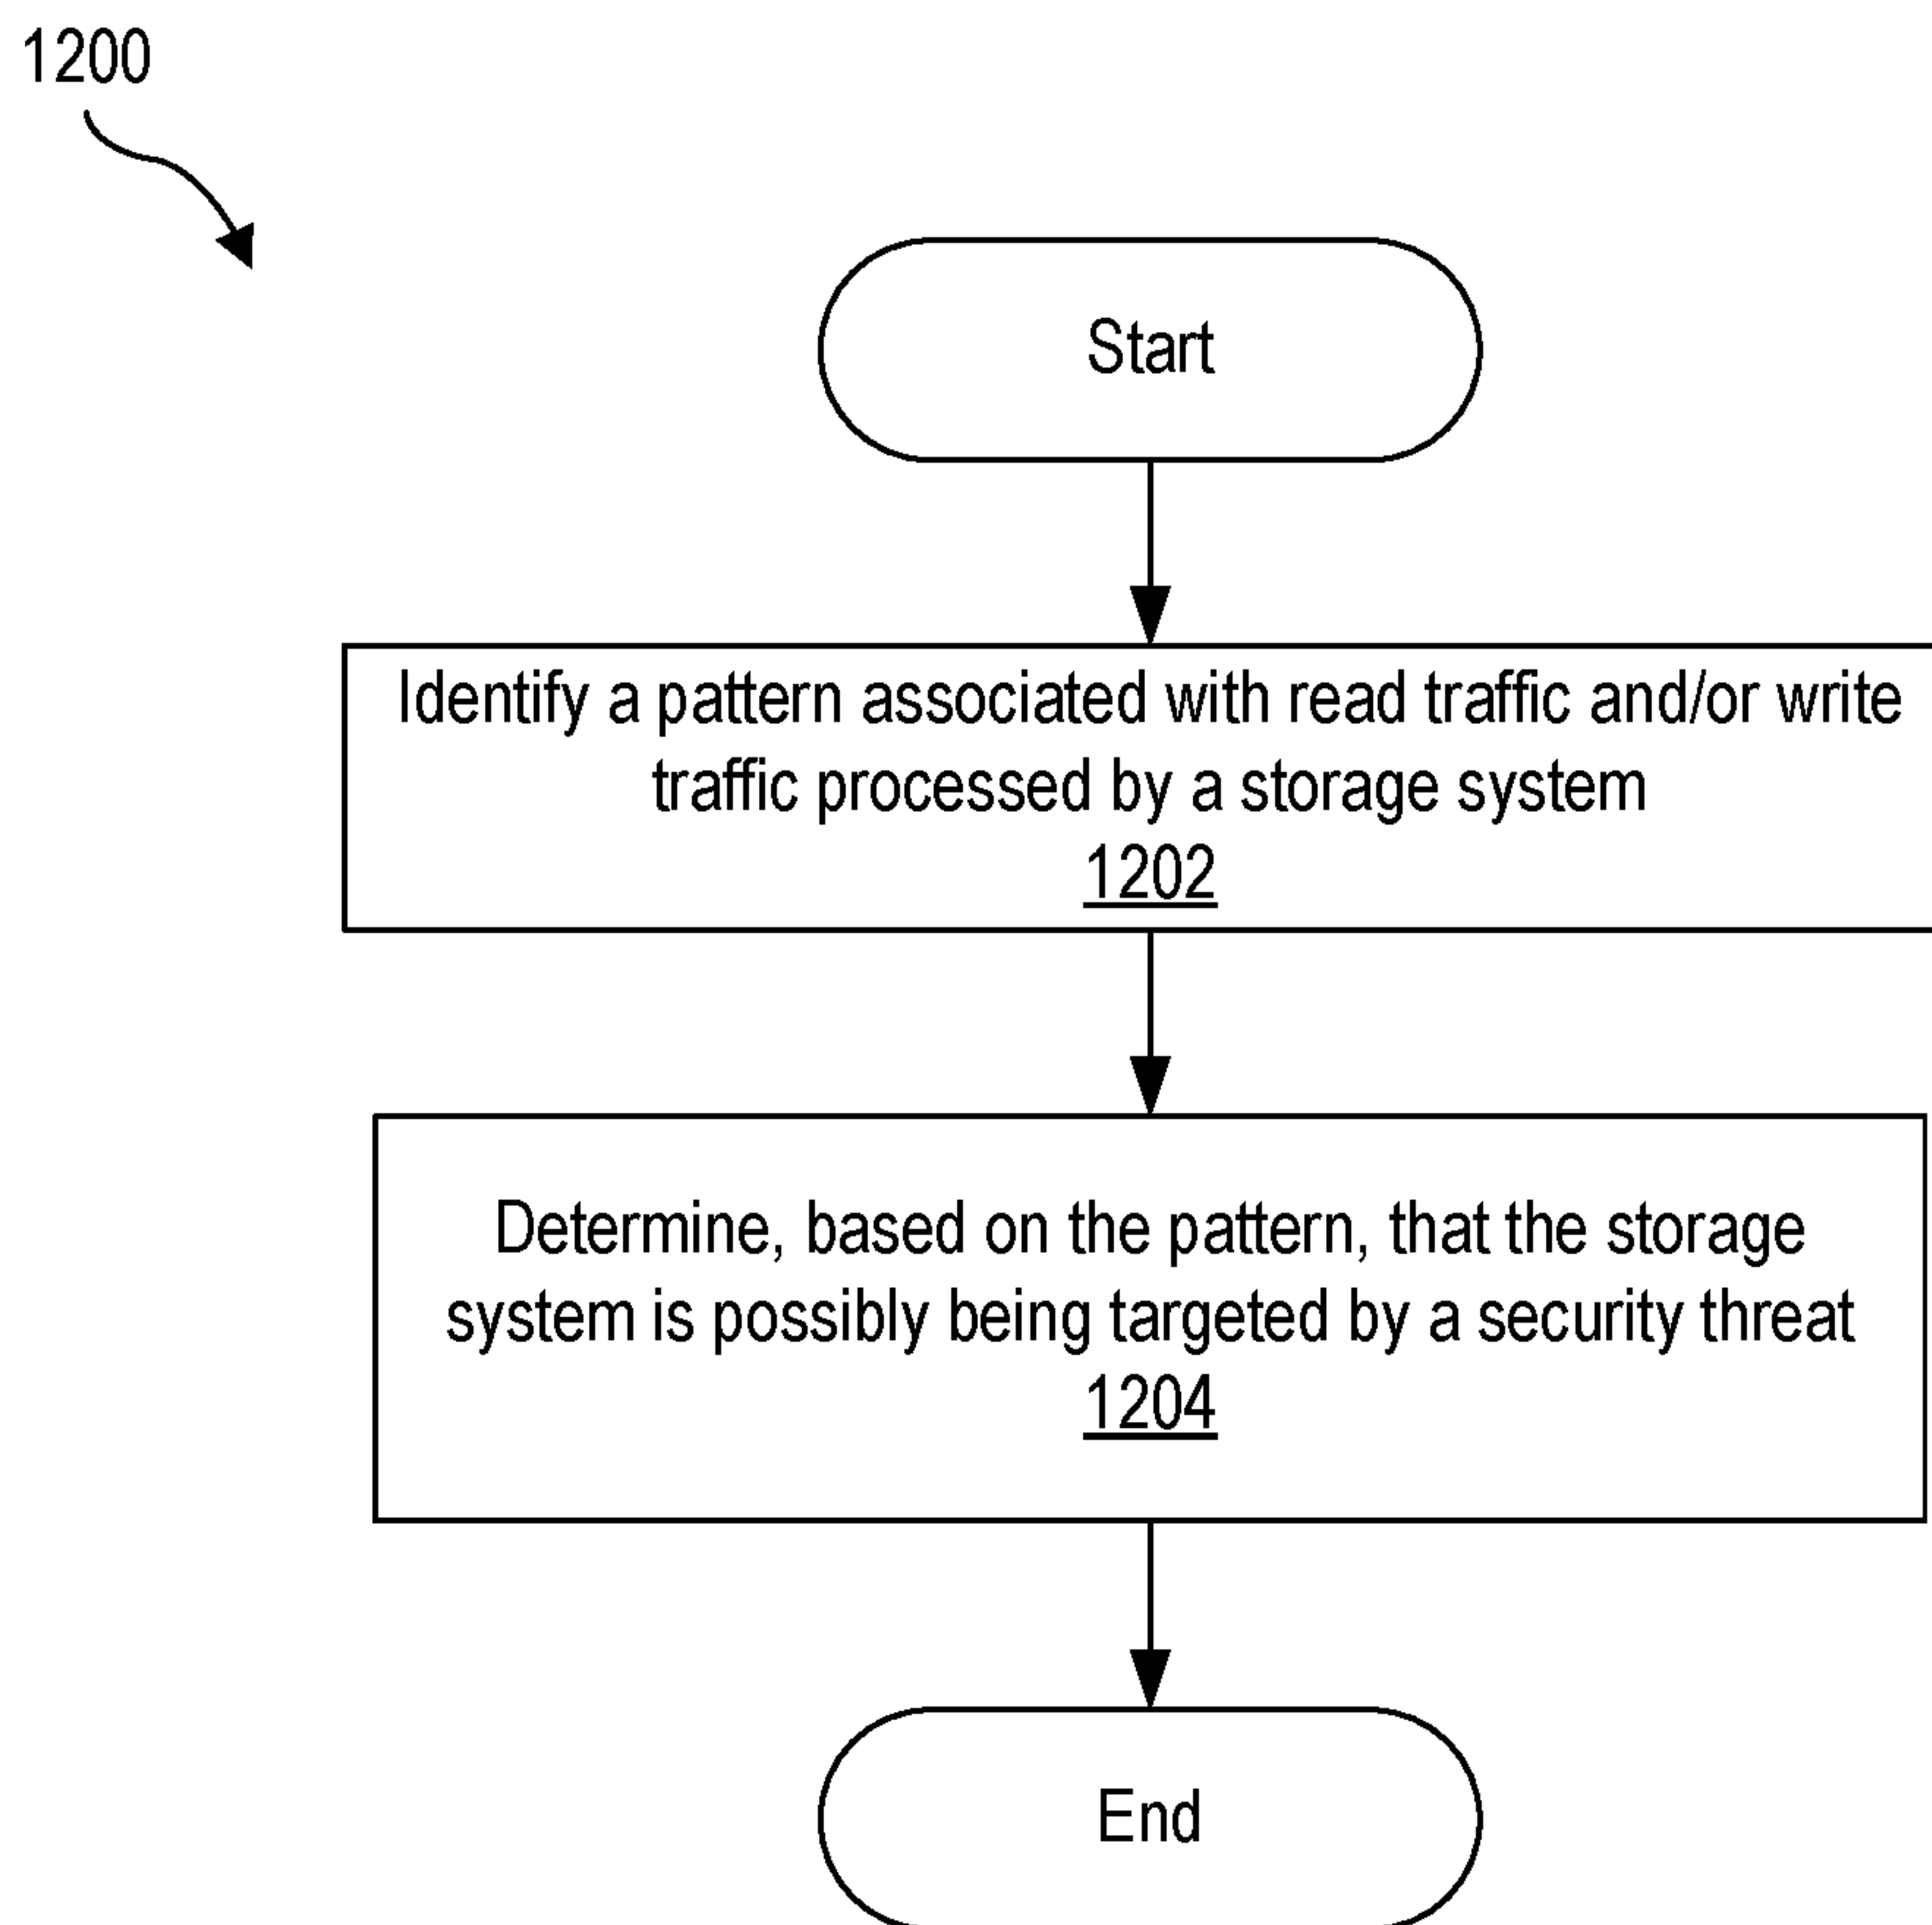 1200
Start
Identify a pattern associated with read traffic and/or write
traffic processed by a storage system
1202
Determine, based on the pattern, that the storage
system is possibly being targeted by a security threat
1204
End